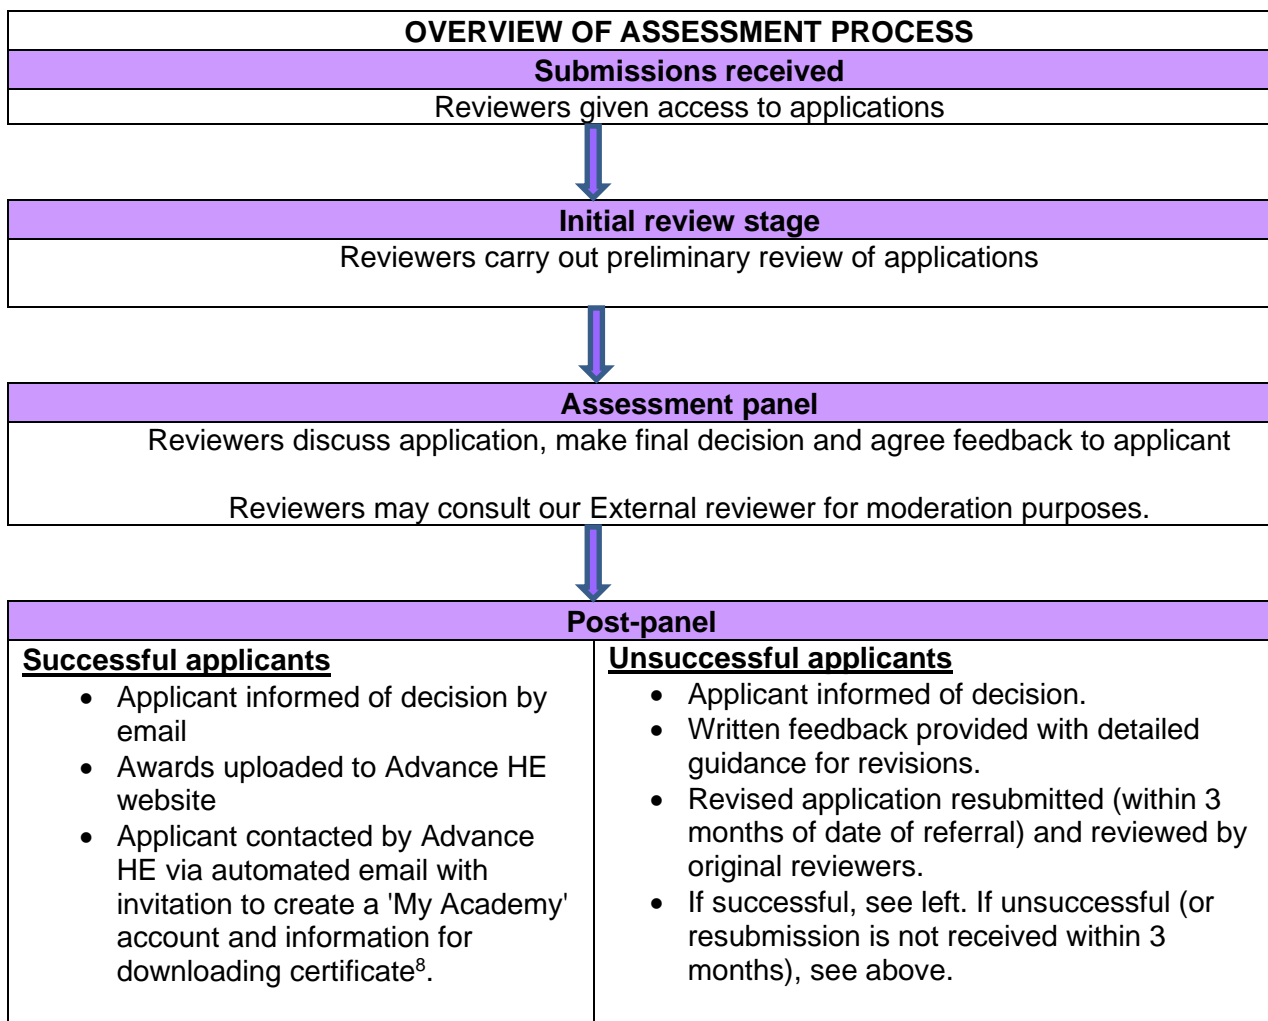 OVERVIEW OF ASSESSMENT PROCESS
Submissions received
Reviewers given access to applications
Initial review stage
Reviewers carry out preliminary review of applications
Assessment panel
Reviewers discuss application, make final decision and agree feedback to applicant
Reviewers may consult our External reviewer for moderation purposes.
Post-panel
Successful applicants
• Applicant informed of decision by
email
• Awards uploaded to Advance HE
website
• Applicant contacted by Advance
HE via automated email with
invitation to create a 'My Academy'
account and information for
downloading certificate⁸.
Unsuccessful applicants
• Applicant informed of decision.
• Written feedback provided with detailed
guidance for revisions.
• Revised application resubmitted (within 3
months of date of referral) and reviewed by
original reviewers.
• If successful, see left. If unsuccessful (or
resubmission is not received within 3
months), see above.